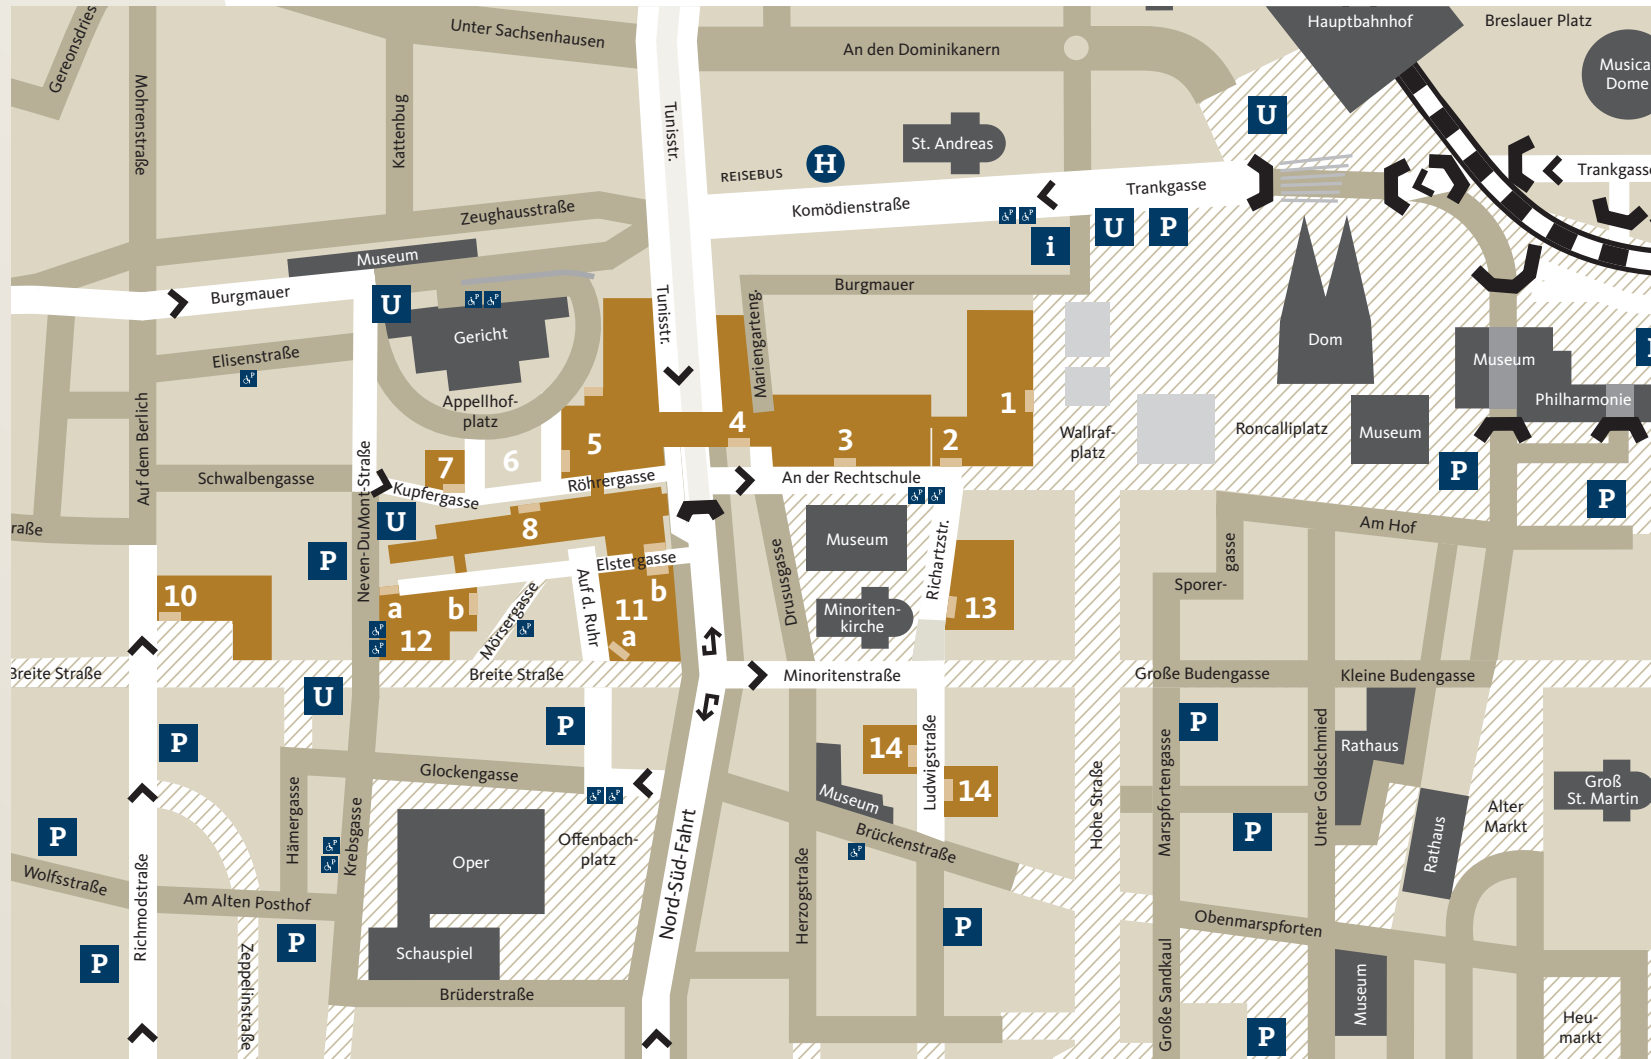 Gereonsdries
Unter Sachsenhausen
An den Dominikanern
Hauptbahnhof
Breslauer Platz
Musica
Dome
Mohrenstraße
Kattenbug
Tunisstr.
U
REISEBUS
H
St. Andreas
Trankgasse
Trankgasse
Zeughausstraße
Komödienstraße
P
P
U
P
i
Museum
Burgmauer
U
P
P
Gericht
Tunisstr.
Burgmauer
Mariengarteng.
Dom
Museum
Elisenstraße
P
Appellhof-
platz
1
Philharmonie
4
5
3
2
Wallraf-
platz
Roncalliplatz
Museum
7
6
P
Auf dem Berlich
Schwalbengasse
Neven-DuMont-Straße
Kupfergasse
Röhrergasse
An der Rechtschule
P
P
P
raße
U
8
Museum
Richartzstr.
Am Hof
P
Elstergasse
Drususgasse
gasse
Sporer-
10
a
b
12
P
P
Mörsergasse
P
Auf d. Ruhr
11
b
a
Minoriten-
kirche
13
Breite Straße
Breite Straße
Minoritenstraße
Große Budengasse
Kleine Budengasse
U
P
P
P
14
Ludwigstraße
Marspfortengasse
Unter Goldschmied
Rathaus
Glockengasse
P
P
Museum
14
Hohe Straße
Groß
St. Martin
Hämergasse
Krebsgasse
P
P
P
Offenbach-
platz
Brückenstraße
P
P
Rathaus
Alter
Markt
Wolfsstraße
Richmodstraße
Oper
Nord-Süd-Fahrt
Herzogstraße
Am Alten Posthof
P
P
Zeppelinstraße
Schauspiel
P
Obenmarspforten
Große Sandkaul
Museum
Brüderstraße
P
Heu-
markt